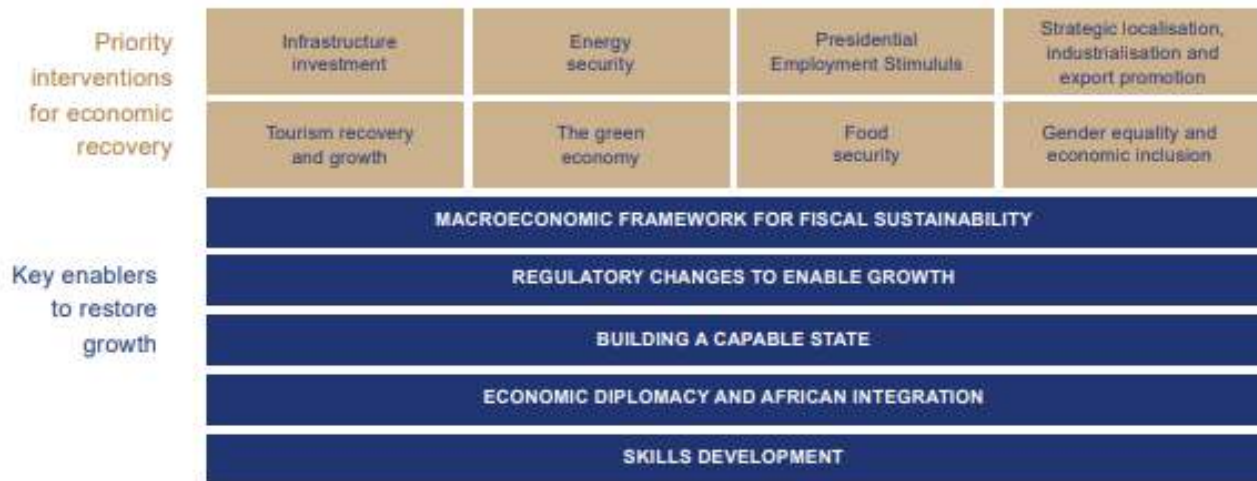 Priority
interventions
for economic
recovery
Infrastructure
investment
Energy
security
Presidential
Employment Stimululs
Strategic localisation,
industrialisation and
export promotion
Tourism recovery
and growth
The green
economy
Food
security
Gender equality and
economic inclusion
Key enablers
to restore
growth
MACROECONOMIC FRAMEWORK FOR FISCAL SUSTAINABILITY
REGULATORY CHANGES TO ENABLE GROWTH
BUILDING A CAPABLE STATE
ECONOMIC DIPLOMACY AND AFRICAN INTEGRATION
SKILLS DEVELOPMENT